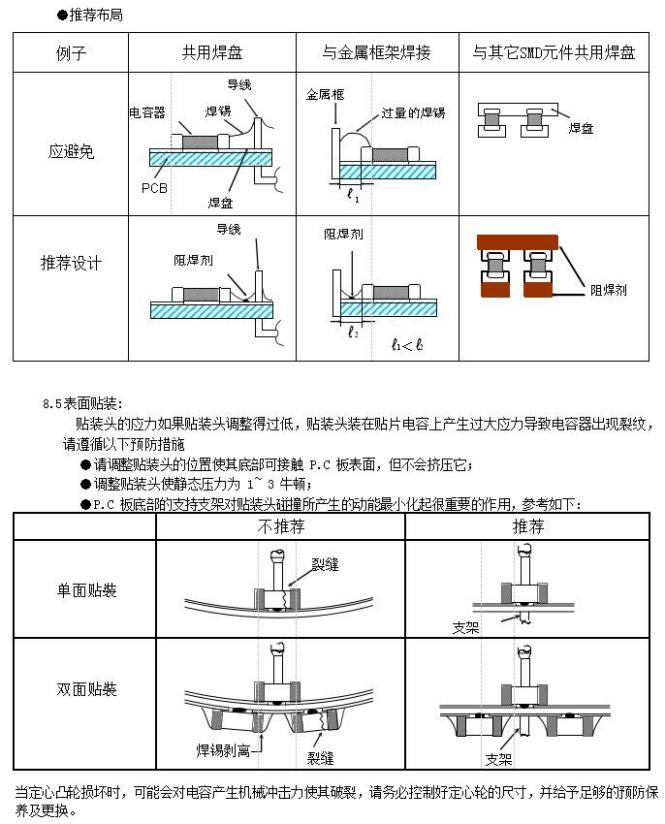 ●推荐布局
例子 共用焊盘 与金属框架焊接 与其它SMD元件共用焊盘
应避免
导线
电容器 焊锡
PCB
焊盘
金属框
过量的焊锡
ℓ1
焊盘
推荐设计
导线
阻焊剂
阻焊剂
ℓ2
ℓ1<ℓ2
阻焊剂
8.5表面贴装:
贴装头的应力如果贴装头调整得过低，贴装头装在贴片电容上产生过大应力导致电容器出现裂纹，
请遵循以下预防措施
●请调整贴装头的位置使其底部可接触 P.C 板表面，但不会挤压它；
●调整贴装头使静态压力为 1~ 3 牛顿；
●P.C 板底部的支持支架对贴装头碰撞所产生的动能最小化起很重要的作用，参考如下：
不推荐 推荐
单面贴装
裂缝
支架
双面贴装
焊锡剥离 裂缝
支架
当定心凸轮损坏时，可能会对电容产生机械冲击力使其破裂，请务必控制好定心轮的尺寸，并给予足够的预防保
养及更换。